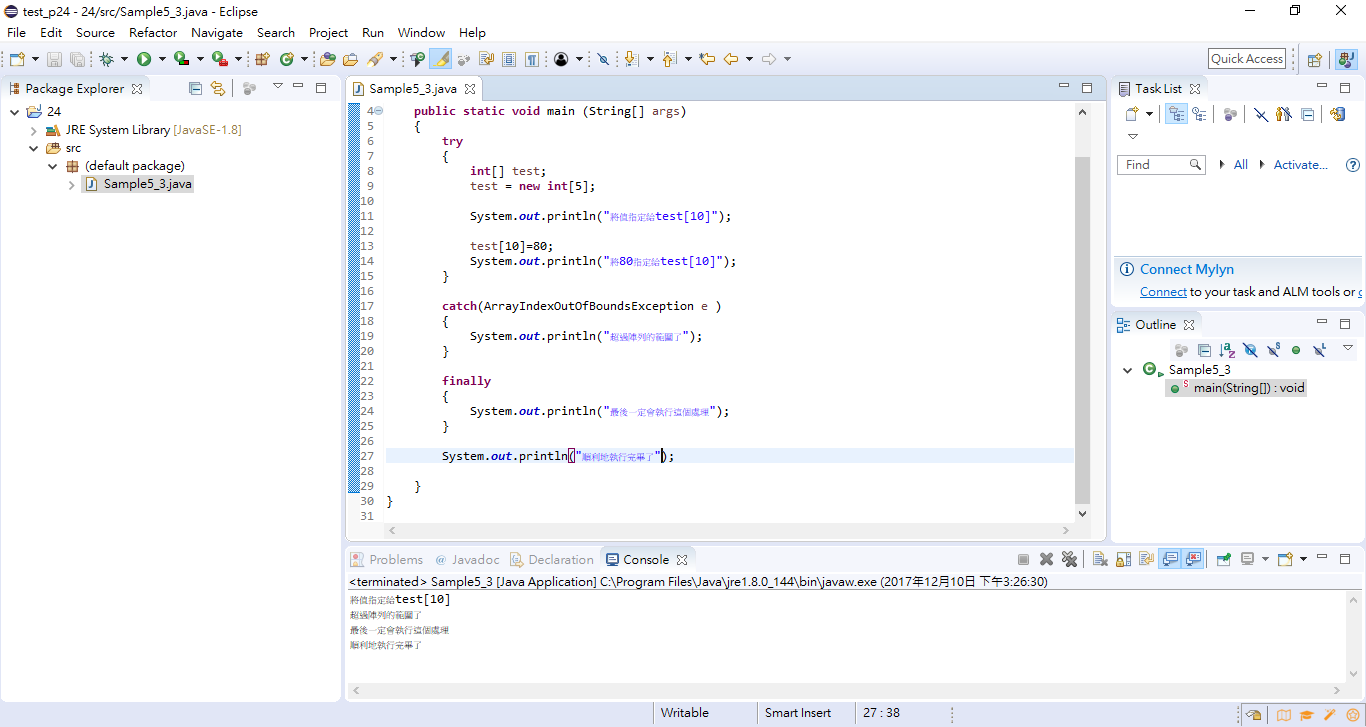 test_p24 - 24/src/Sample5_3.java - Eclipse
File Edit Source Refactor Navigate Search Project Run Window Help
Quick Access
Package Explorer
24
JRE System Library [JavaSE-1.8]
src
(default package)
Sample5_3.java
Sample5_3.java
4 public static void main (String[] args)
5 {
6 try
7 {
8 int[] test;
9 test = new int[5];
10
11 System.out.println("將值指定給test[10]");
12
13 test[10]=80;
14 System.out.println("將80指定給test[10]");
15 }
16
17 catch(ArrayIndexOutOfBoundsException e )
18 {
19 System.out.println("超過陣列的範圍了");
20 }
21
22 finally
23 {
24 System.out.println("最後一定會執行這個處理");
25 }
26
27 System.out.println("順利地執行完畢了");
28
29 }
30 }
31
Task List
Find All Activate...
Connect Mylyn
Connect to your task and ALM tools or c
Outline
Sample5_3
main(String[]) : void
Problems Javadoc Declaration Console
<terminated> Sample5_3 [Java Application] C:\Program Files\Java\jre1.8.0_144\bin\javaw.exe (2017年12月10日 下午3:26:30)
將值指定給test[10]
超過陣列的範圍了
最後一定會執行這個處理
順利地執行完畢了
Writable Smart Insert 27 : 38